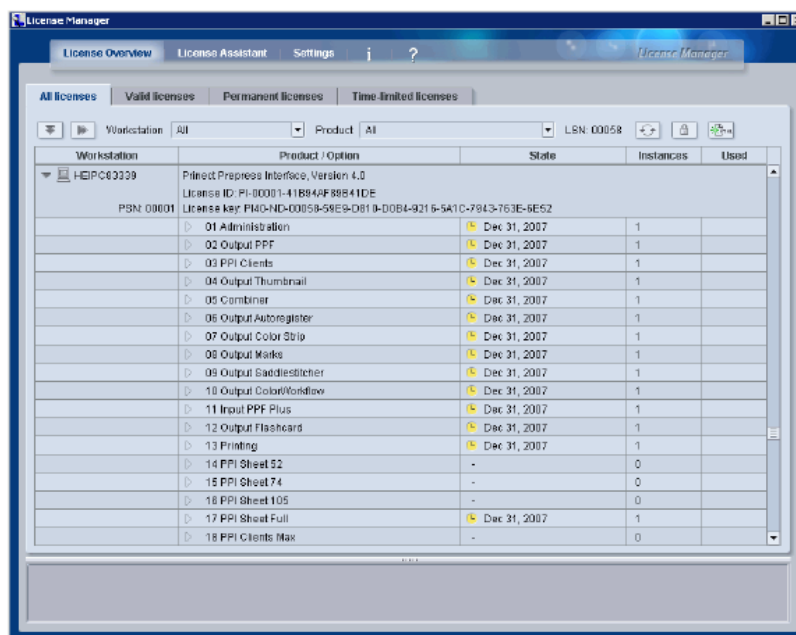 License Manager
License Overview License Assistant Settings i ? License Manager
All licenses Valid licenses Permanent licenses Time-limited licenses
Workstation All Product All LBN: 00058
Workstation Product / Option State Instances Used
HEIPC83339 Prinect Prepress Interface, Version 4.0
License ID: PI-00001-41B94AF89B41DE
PBN: 00001 License key: PI40-ND-00058-59E9-D810-D0B4-9216-5A1C-7943-763E-6E52
01 Administration Dec 31, 2007 1
02 Output PPF Dec 31, 2007 1
03 PPI Clients Dec 31, 2007 1
04 Output Thumbnail Dec 31, 2007 1
05 Combiner Dec 31, 2007 1
06 Output Autoregister Dec 31, 2007 1
07 Output Color Strip Dec 31, 2007 1
08 Output Marks Dec 31, 2007 1
09 Output Saddlestitcher Dec 31, 2007 1
10 Output ColorWorkflow Dec 31, 2007 1
11 Input PPF Plus Dec 31, 2007 1
12 Output Flashcard Dec 31, 2007 1
13 Printing Dec 31, 2007 1
14 PPI Sheet 52 - 0
15 PPI Sheet 74 - 0
16 PPI Sheet 105 - 0
17 PPI Sheet Full Dec 31, 2007 1
18 PPI Clients Max - 0